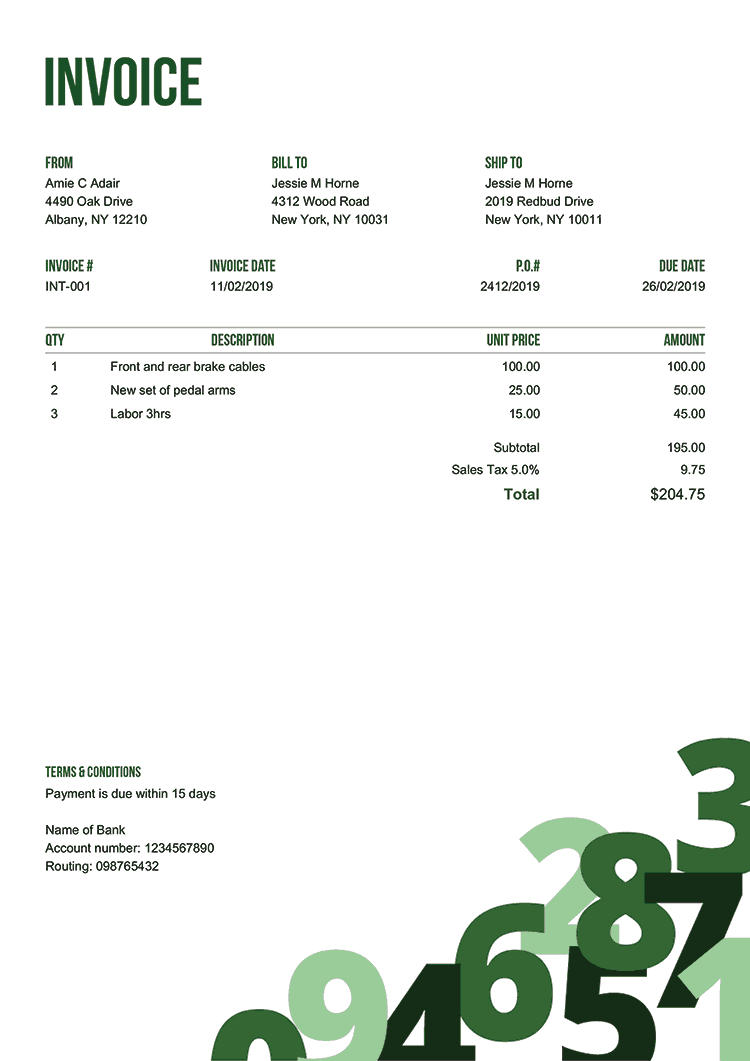 INVOICE
FROM BILL TO SHIP TO
Amie C Adair Jessie M Horne Jessie M Horne
4490 Oak Drive 4312 Wood Road 2019 Redbud Drive
Albany, NY 12210 New York, NY 10031 New York, NY 10011
INVOICE # INVOICE DATE P.O.# DUE DATE
INT-001 11/02/2019 2412/2019 26/02/2019
QTY DESCRIPTION UNIT PRICE AMOUNT
1 Front and rear brake cables 100.00 100.00
2 New set of pedal arms 25.00 50.00
3 Labor 3hrs 15.00 45.00
Subtotal 195.00
Sales Tax 5.0% 9.75
Total $204.75
TERMS & CONDITIONS
Payment is due within 15 days
Name of Bank
Account number: 1234567890
Routing: 098765432
3
2 8 7
6 5 1
0 9 4